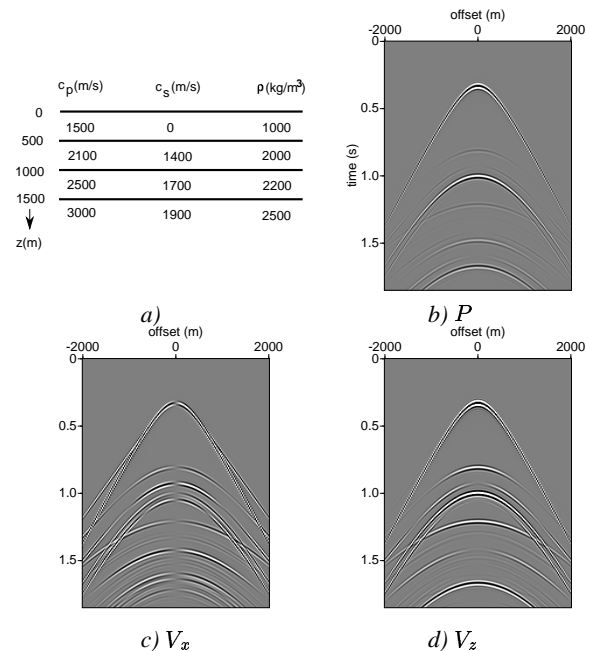 c_p(m/s) c_s(m/s) ρ(kg/m³)
0
1500 0 1000
500
2100 1400 2000
1000
2500 1700 2200
1500
3000 1900 2500
z(m)
a)
offset (m)
-2000 0 2000
0
0.5
1.0
1.5
time (s)
b) P
offset (m)
-2000 0 2000
0
0.5
1.0
1.5
c) V_x
offset (m)
-2000 0 2000
0
0.5
1.0
1.5
d) V_z